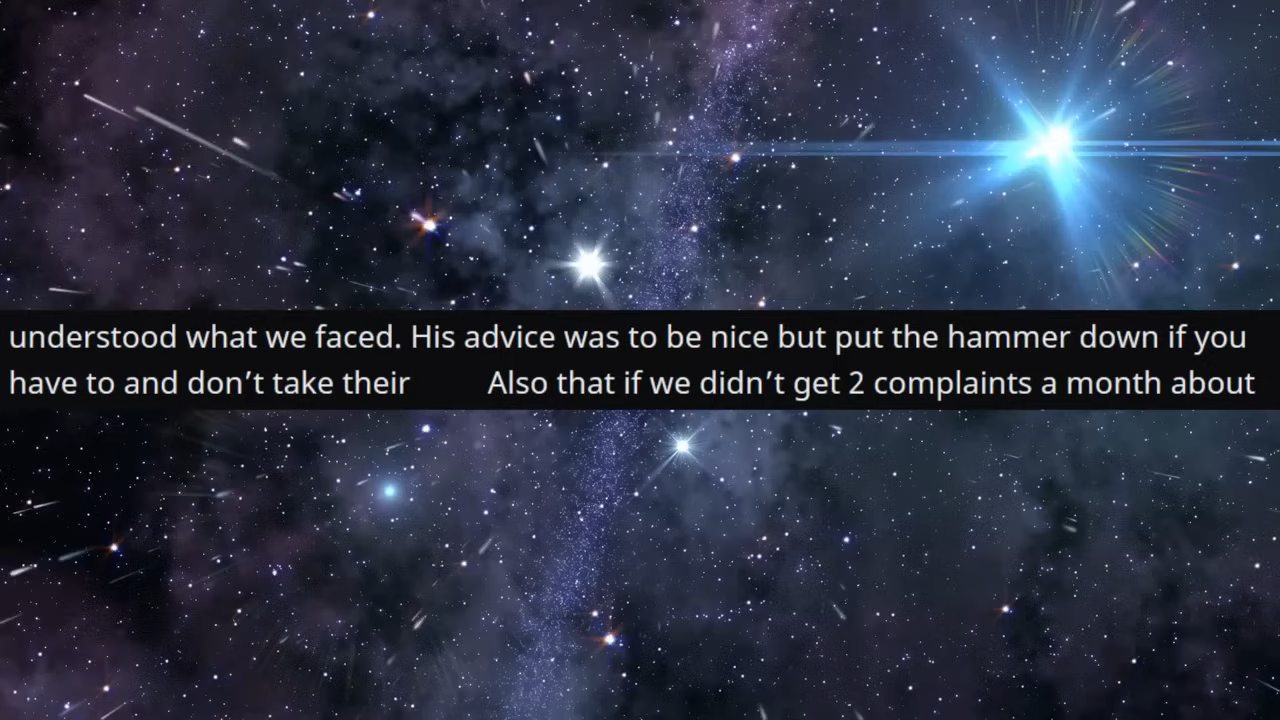 understood what we faced. His advice was to be nice but put the hammer down if you
have to and don’t take their Also that if we didn’t get 2 complaints a month about